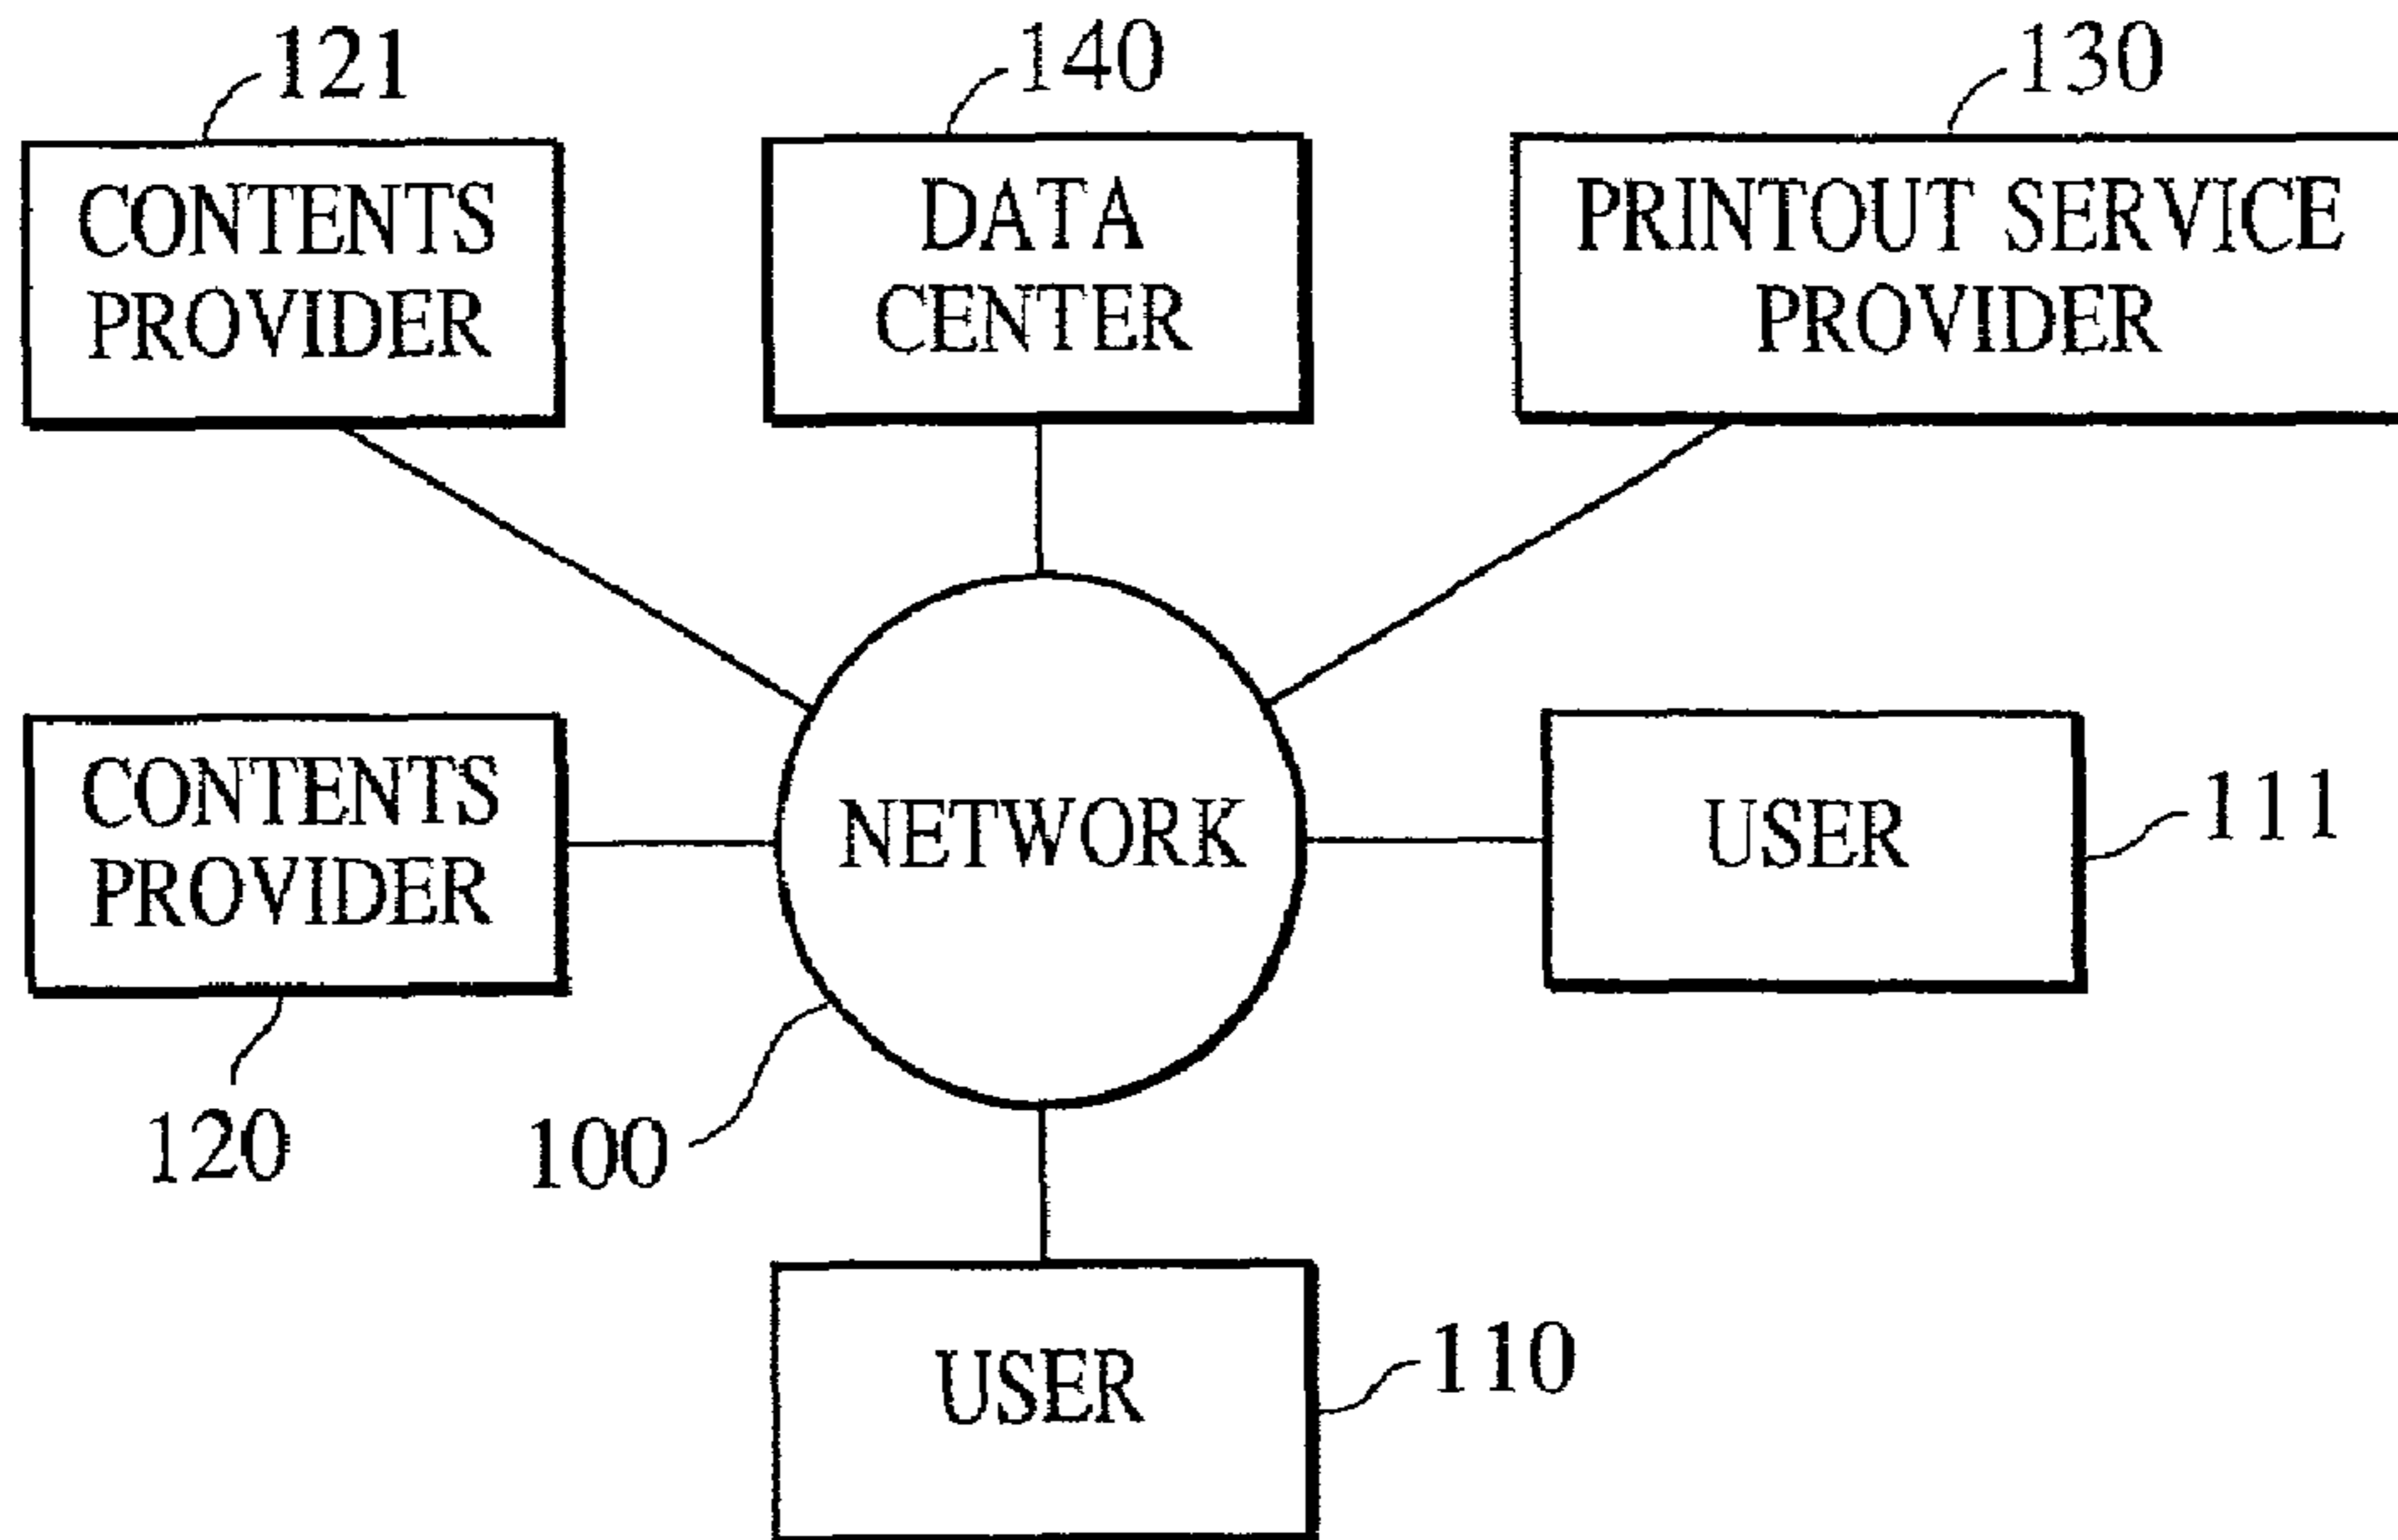 121
140
130
CONTENTS
PROVIDER
DATA
CENTER
PRINTOUT SERVICE
PROVIDER
CONTENTS
PROVIDER
NETWORK
USER
111
120
100
USER
110